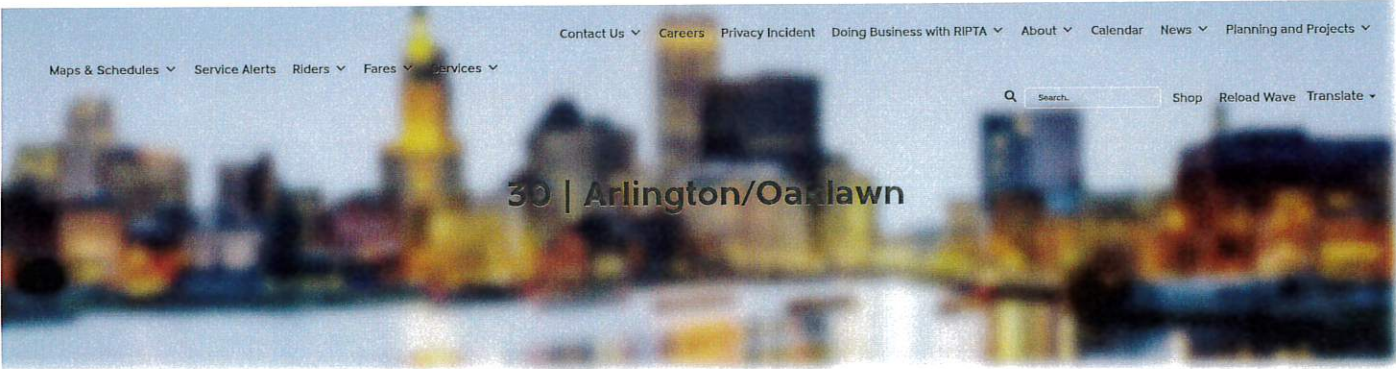 Contact Us Careers Privacy Incident Doing Business with RIPTA About Calendar News Planning and Projects
Maps & Schedules Service Alerts Riders Fares Services
Search.. Shop Reload Wave Translate
30 | Arlington/Oaklawn